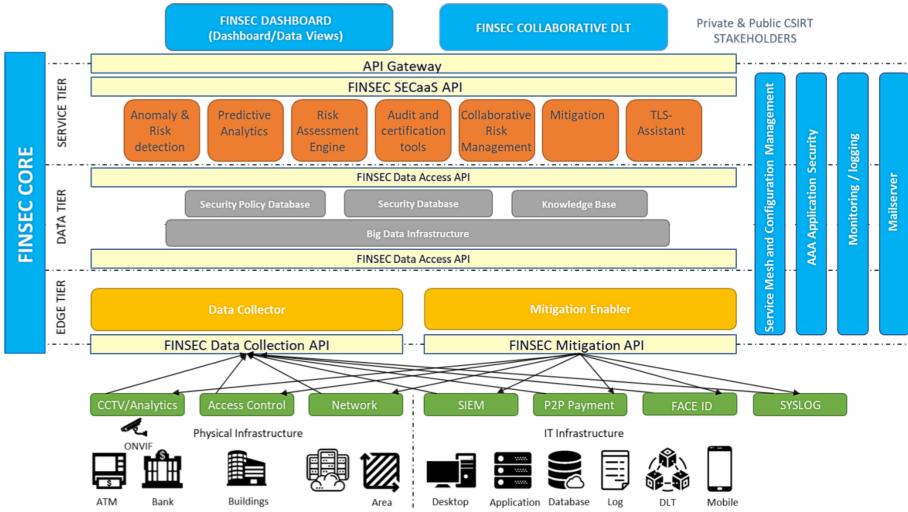 FINSEC DASHBOARD
(Dashboard/Data Views)
FINSEC COLLABORATIVE DLT
Private & Public CSIRT
STAKEHOLDERS
FINSEC CORE
SERVICE TIER
API Gateway
FINSEC SECaaS API
Anomaly &
Risk
detection
Predictive
Analytics
Risk
Assessment
Engine
Audit and
certification
tools
Collaborative
Risk
Management
Mitigation
TLS-
Assistant
DATA TIER
FINSEC Data Access API
Security Policy Database
Security Database
Knowledge Base
Big Data Infrastructure
FINSEC Data Access API
EDGE TIER
Data Collector
Mitigation Enabler
FINSEC Data Collection API
FINSEC Mitigation API
Service Mesh and Configuration Management
AAA Application Security
Monitoring / logging
Mailserver
CCTV/Analytics
Access Control
Network
SIEM
P2P Payment
FACE ID
SYSLOG
ONVIF
Physical Infrastructure
IT Infrastructure
ATM
Bank
Buildings
Area
Desktop
Application
Database
Log
DLT
Mobile